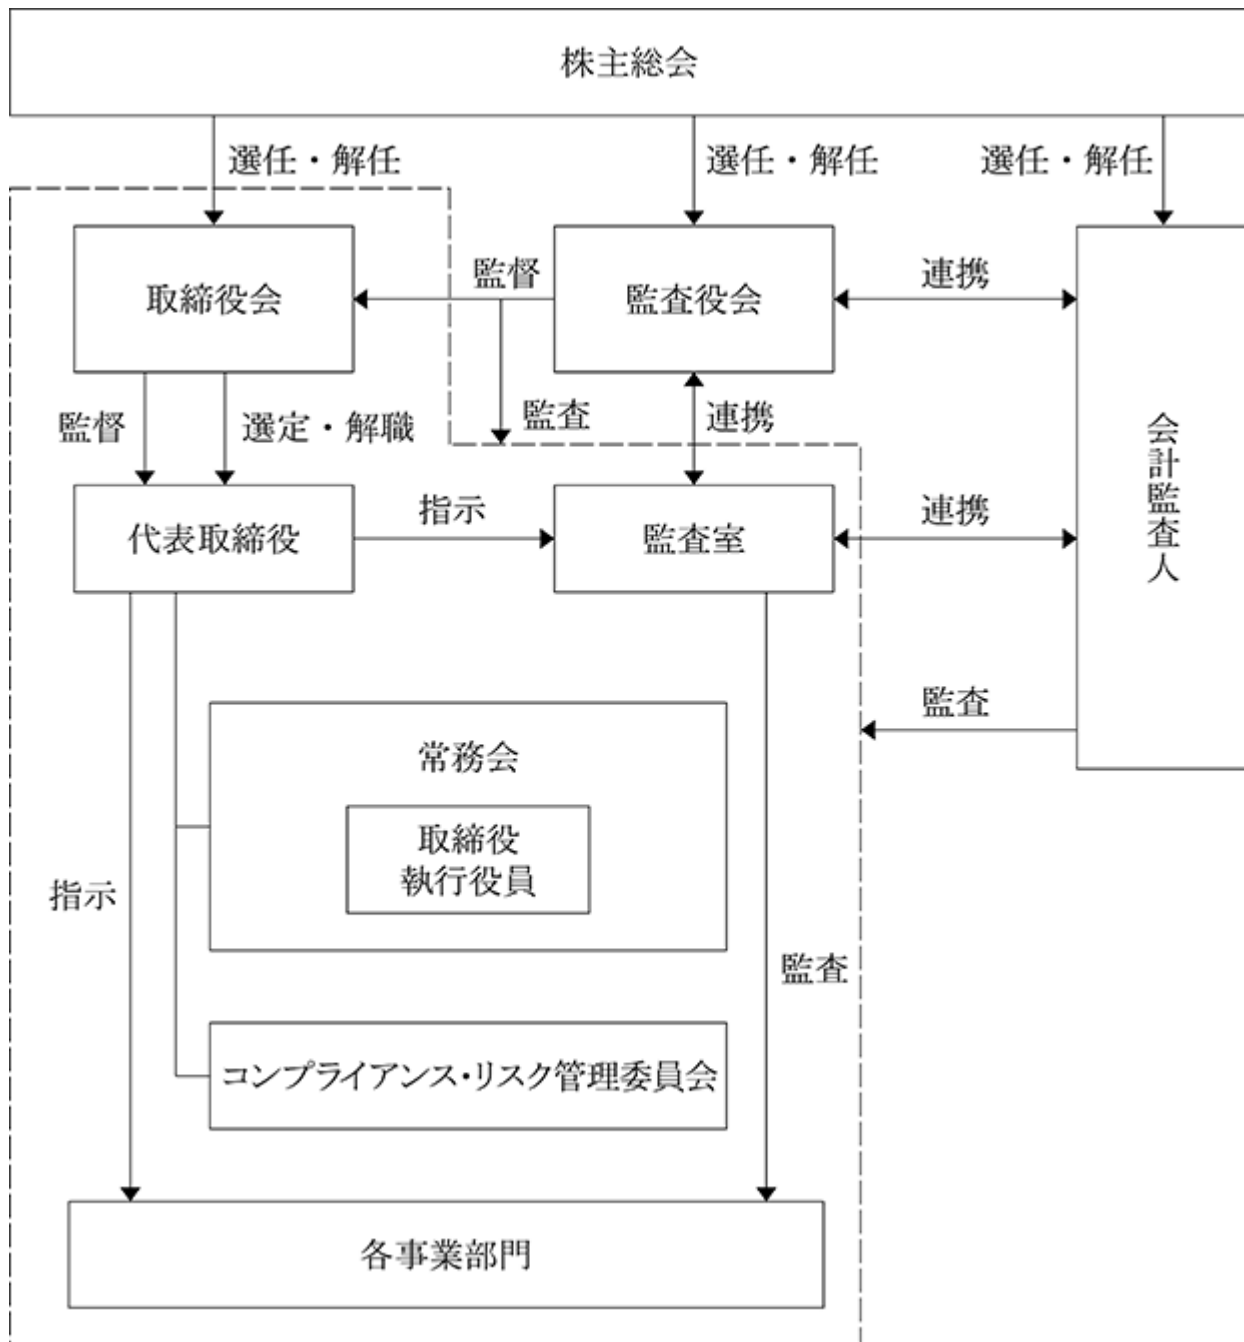 株主総会
選任・解任
選任・解任
選任・解任
取締役会
監督
監査役会
連携
会計監査人
監督
選定・解職
監査
連携
代表取締役
指示
監査室
連携
監査
常務会
取締役
執行役員
指示
監査
コンプライアンス・リスク管理委員会
各事業部門